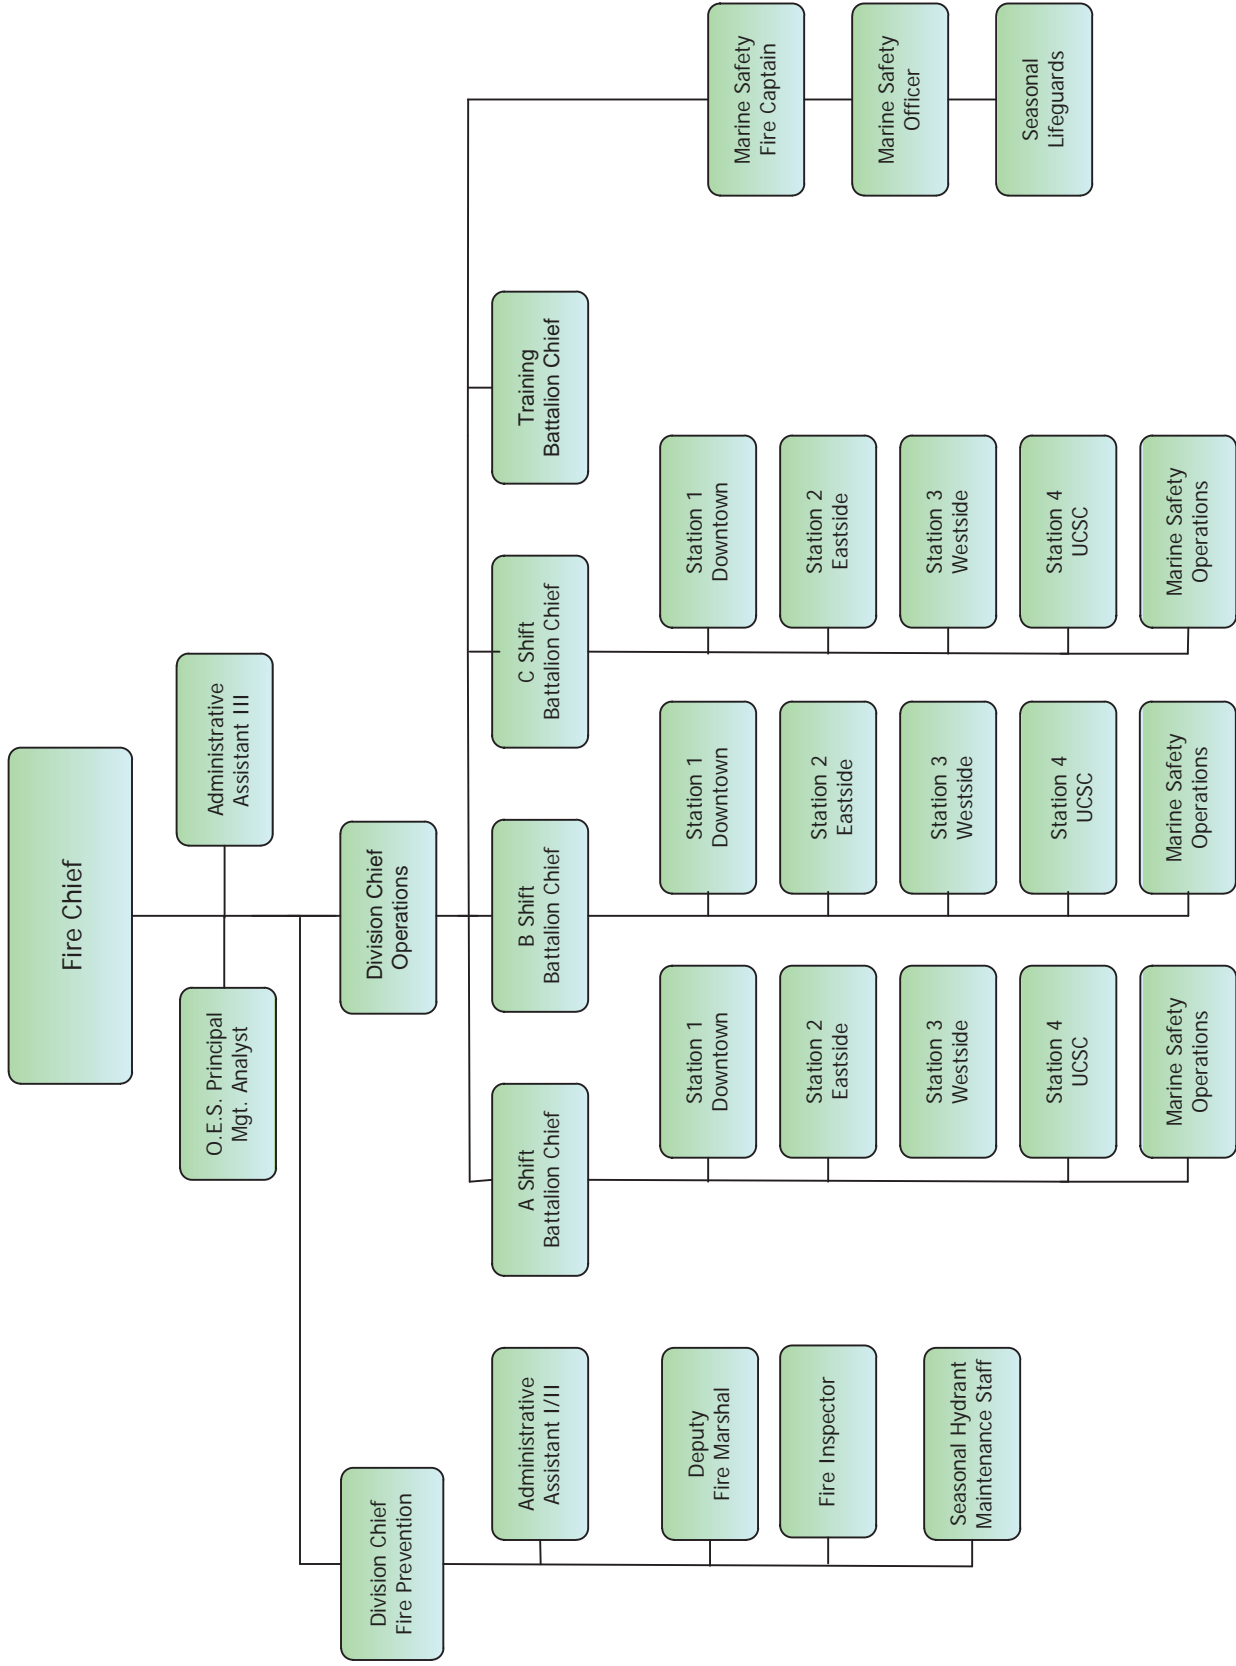 Fire Chief
O.E.S. Principal
Mgt. Analyst
Administrative
Assistant III
Division Chief
Fire Prevention
Division Chief
Operations
Administrative
Assistant I/II
Deputy
Fire Marshal
Fire Inspector
Seasonal Hydrant
Maintenance Staff
A Shift
Battalion Chief
Station 1
Downtown
Station 2
Eastside
Station 3
Westside
Station 4
UCSC
Marine Safety
Operations
B Shift
Battalion Chief
Station 1
Downtown
Station 2
Eastside
Station 3
Westside
Station 4
UCSC
Marine Safety
Operations
C Shift
Battalion Chief
Station 1
Downtown
Station 2
Eastside
Station 3
Westside
Station 4
UCSC
Marine Safety
Operations
Training
Battalion Chief
Marine Safety
Fire Captain
Marine Safety
Officer
Seasonal
Lifeguards